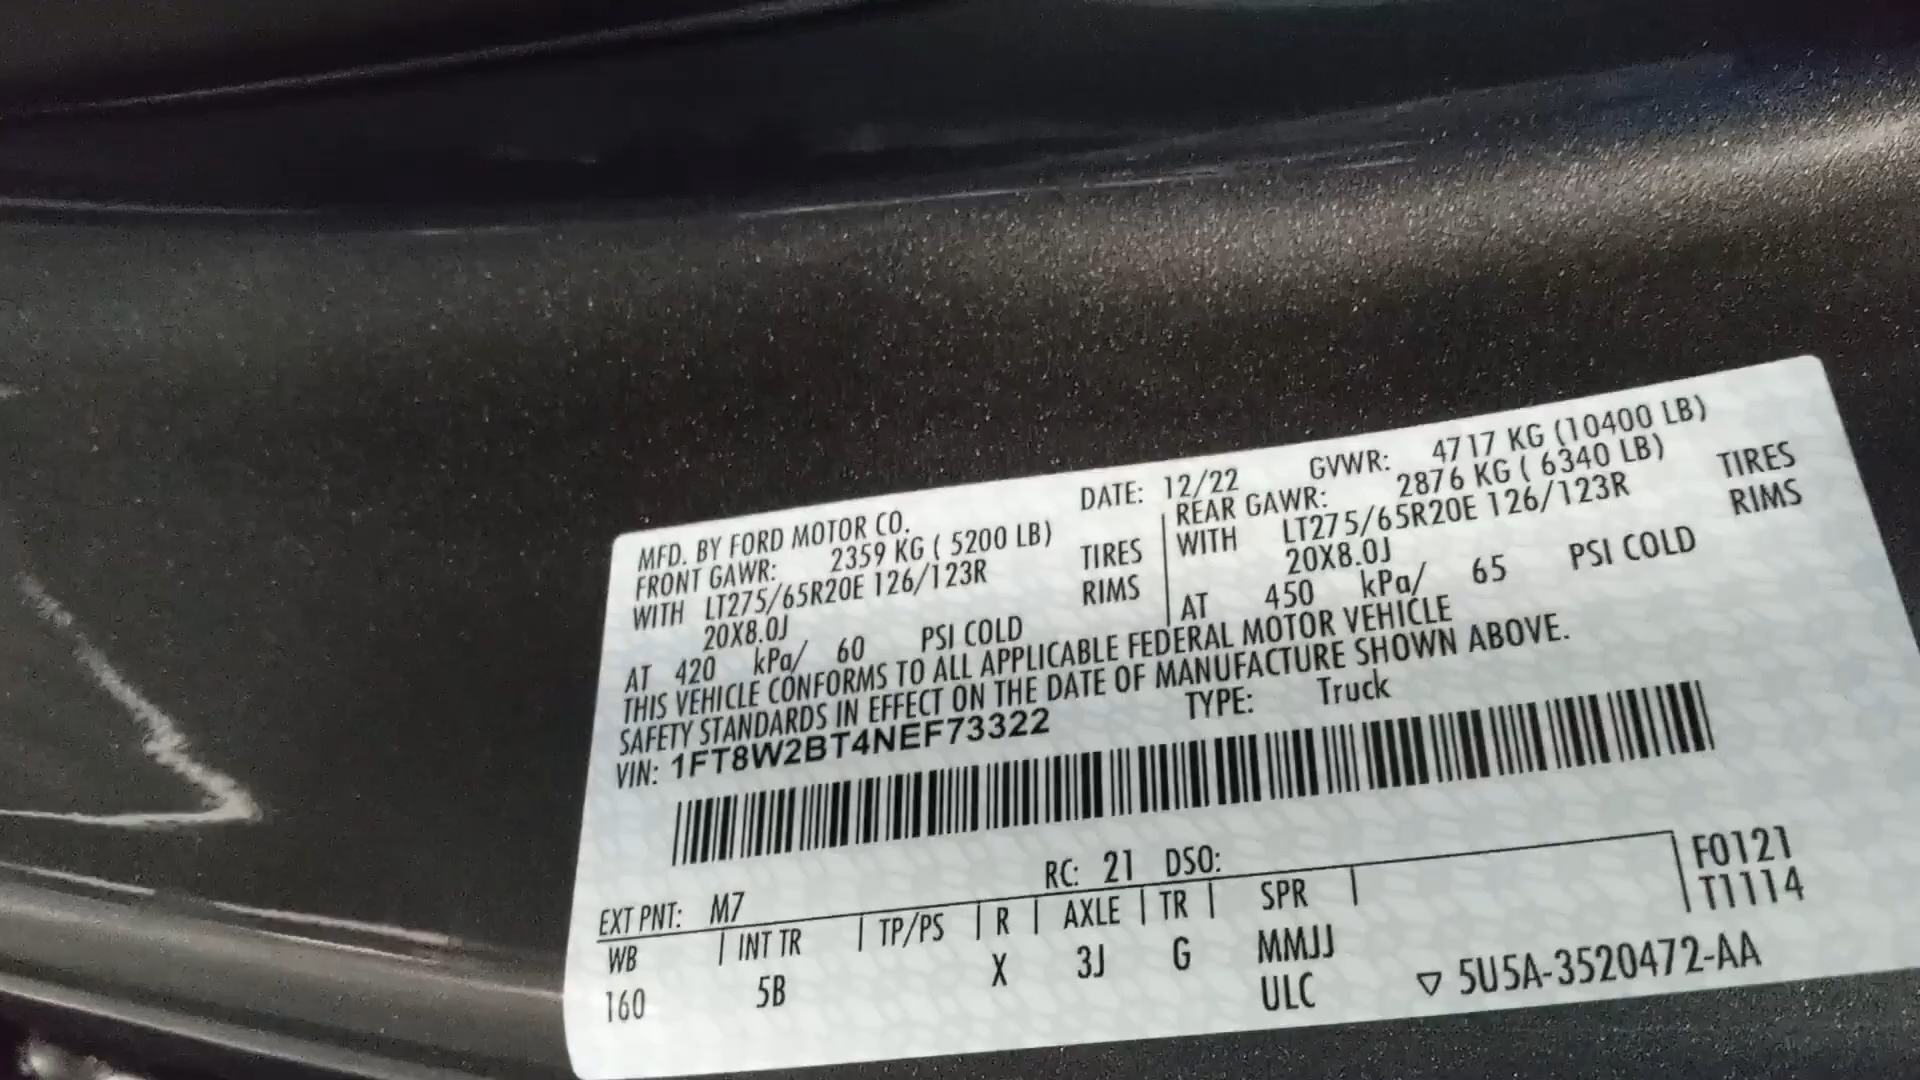 MFD. BY FORD MOTOR CO. DATE: 12/22 GVWR: 4717 KG (10400 LB)
FRONT GAWR: 2359 KG ( 5200 LB) REAR GAWR: 2876 KG ( 6340 LB)
WITH LT275/65R20E 126/123R TIRES WITH LT275/65R20E 126/123R TIRES
20X8.0J RIMS 20X8.0J RIMS
AT 420 kPa/ 60 PSI COLD AT 450 kPa/ 65 PSI COLD
THIS VEHICLE CONFORMS TO ALL APPLICABLE FEDERAL MOTOR VEHICLE
SAFETY STANDARDS IN EFFECT ON THE DATE OF MANUFACTURE SHOWN ABOVE.
VIN: 1FT8W2BT4NEF73322 TYPE: Truck
EXT PNT: M7 RC: 21 DSO:
WB INT TR TP/PS R AXLE TR SPR F0121
160 5B X 3J G MMJJ T1114
ULC ▽ 5U5A-3520472-AA